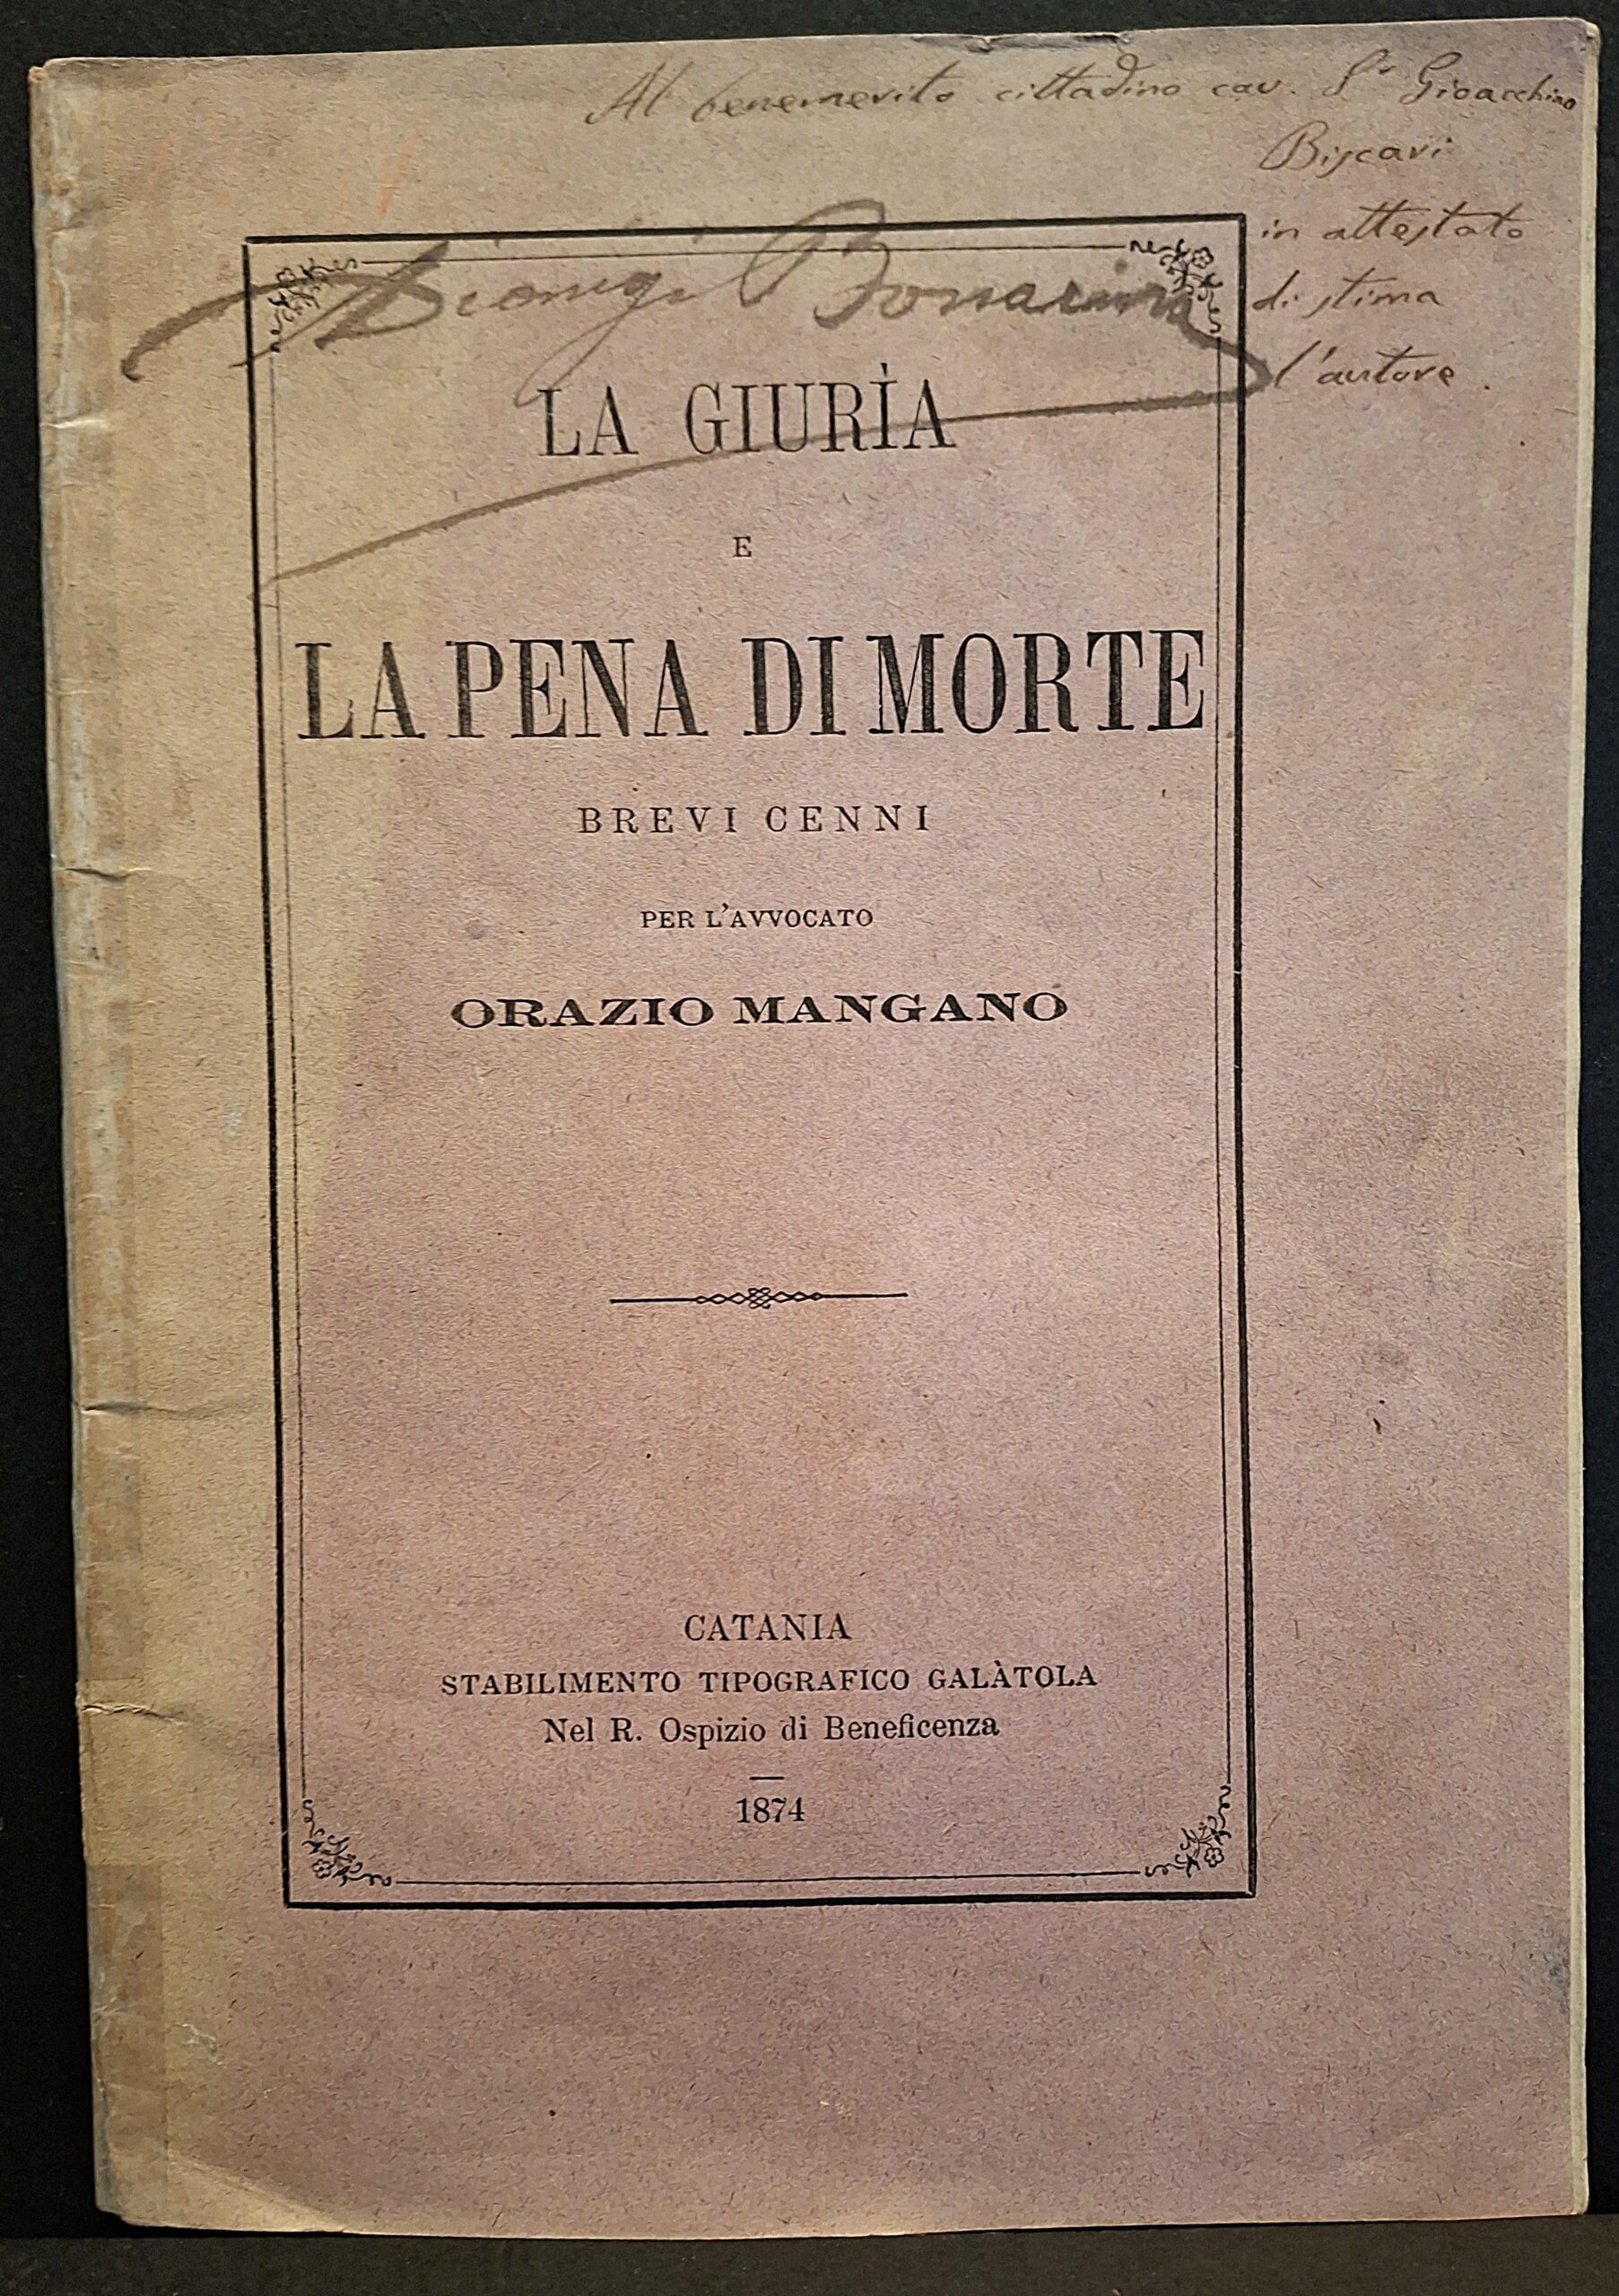 Al benemerito cittadino cav. Sr Gioacchino
Biscari
in attestato
di stima
l'autore.
Dionigi
LA GIURÌA
E
LA PENA DI MORTE
BREVI CENNI
PER L'AVVOCATO
ORAZIO MANGANO
CATANIA
STABILIMENTO TIPOGRAFICO GALÀTOLA
Nel R. Ospizio di Beneficenza
1874